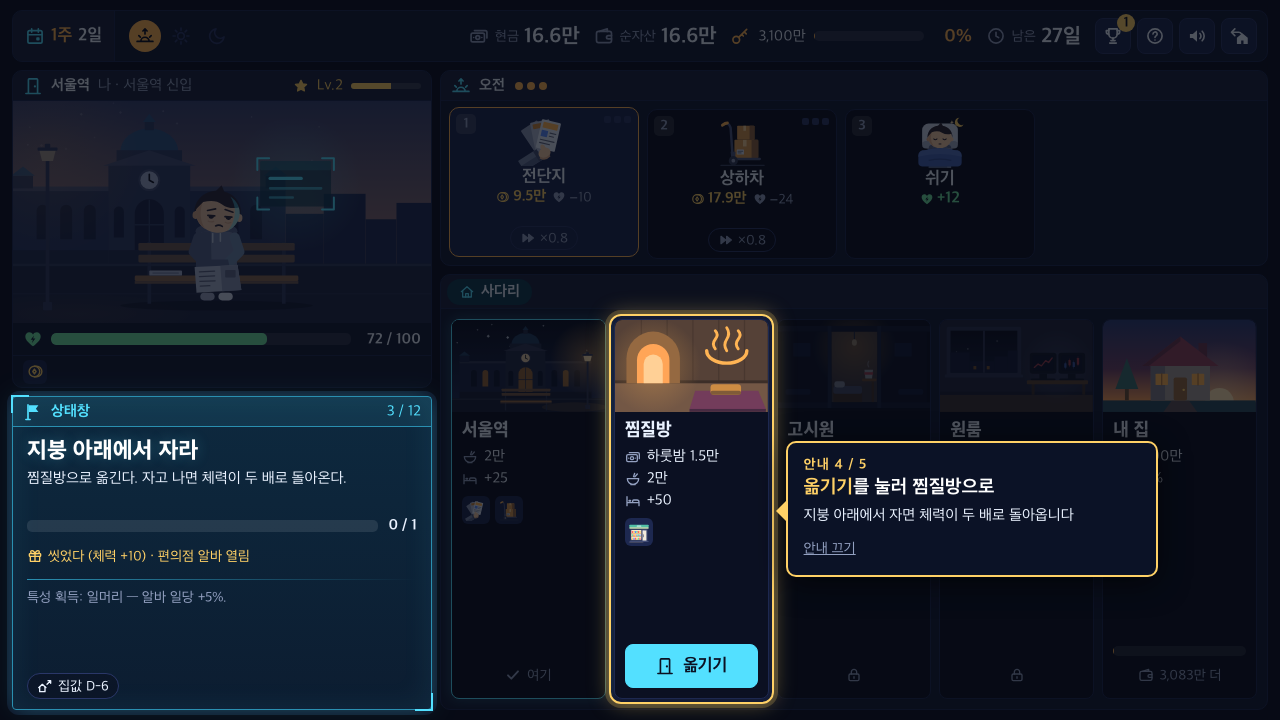 1주 2일
현금 16.6만
순자산 16.6만
3,100만
0%
남은 27일
1
서울역 나 · 서울역 신입
Lv.2
72 / 100
오전
1
전단지
9.5만 −10
×0.8
2
상하차
17.9만 −24
×0.8
3
쉬기
+12
사다리
서울역
2만
+25
여기
찜질방
하룻밤 1.5만
2만
+50
옮기기
고시원
원룸
내 집
3,083만 더
상태창
3 / 12
지붕 아래에서 자라
찜질방으로 옮긴다. 자고 나면 체력이 두 배로 돌아온다.
0 / 1
씻었다 (체력 +10) · 편의점 알바 열림
특성 획득: 일머리 — 알바 일당 +5%.
집값 D-6
안내 4 / 5
옮기기를 눌러 찜질방으로
지붕 아래에서 자면 체력이 두 배로 돌아옵니다
안내 끄기